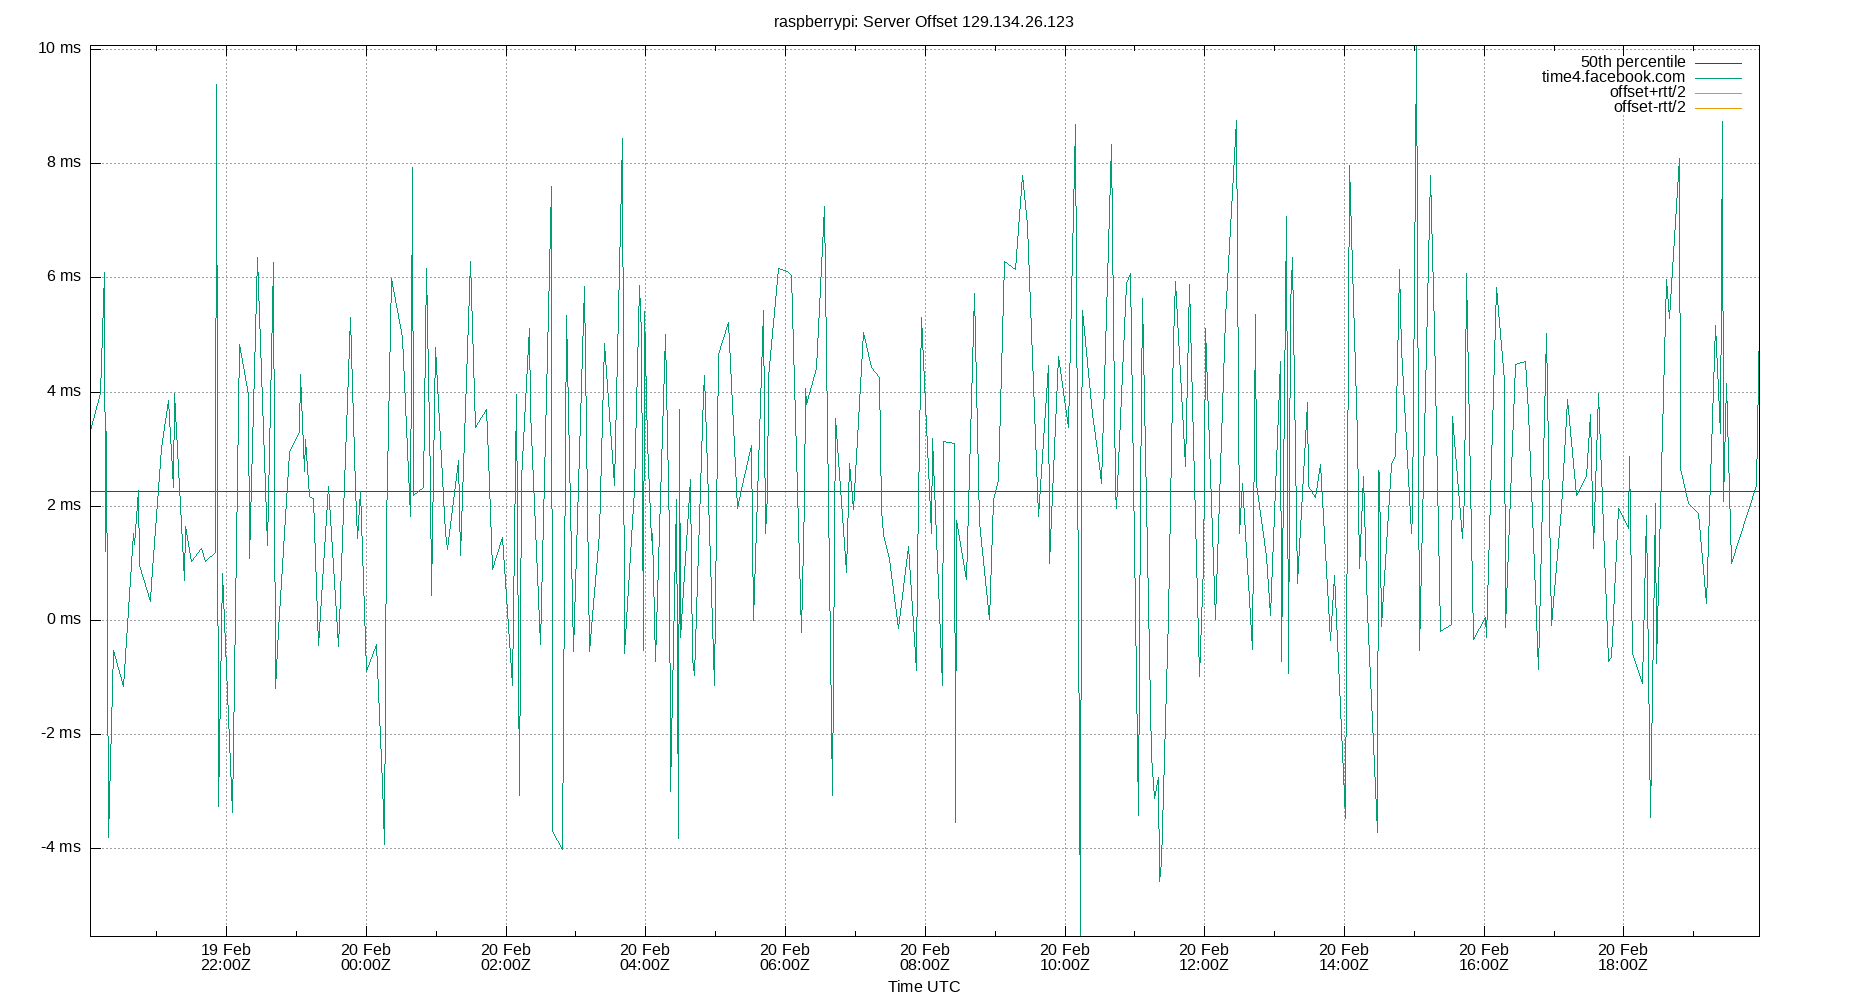 raspberrypi: Server Offset 129.134.26.123
10 ms
8 ms
6 ms
4 ms
2 ms
0 ms
-2 ms
-4 ms
50th percentile
time4.facebook.com
offset+rtt/2
offset-rtt/2
19 Feb 20 Feb 20 Feb 20 Feb 20 Feb 20 Feb 20 Feb 20 Feb 20 Feb 20 Feb 20 Feb
22:00Z 00:00Z 02:00Z 04:00Z 06:00Z 08:00Z 10:00Z 12:00Z 14:00Z 16:00Z 18:00Z
Time UTC